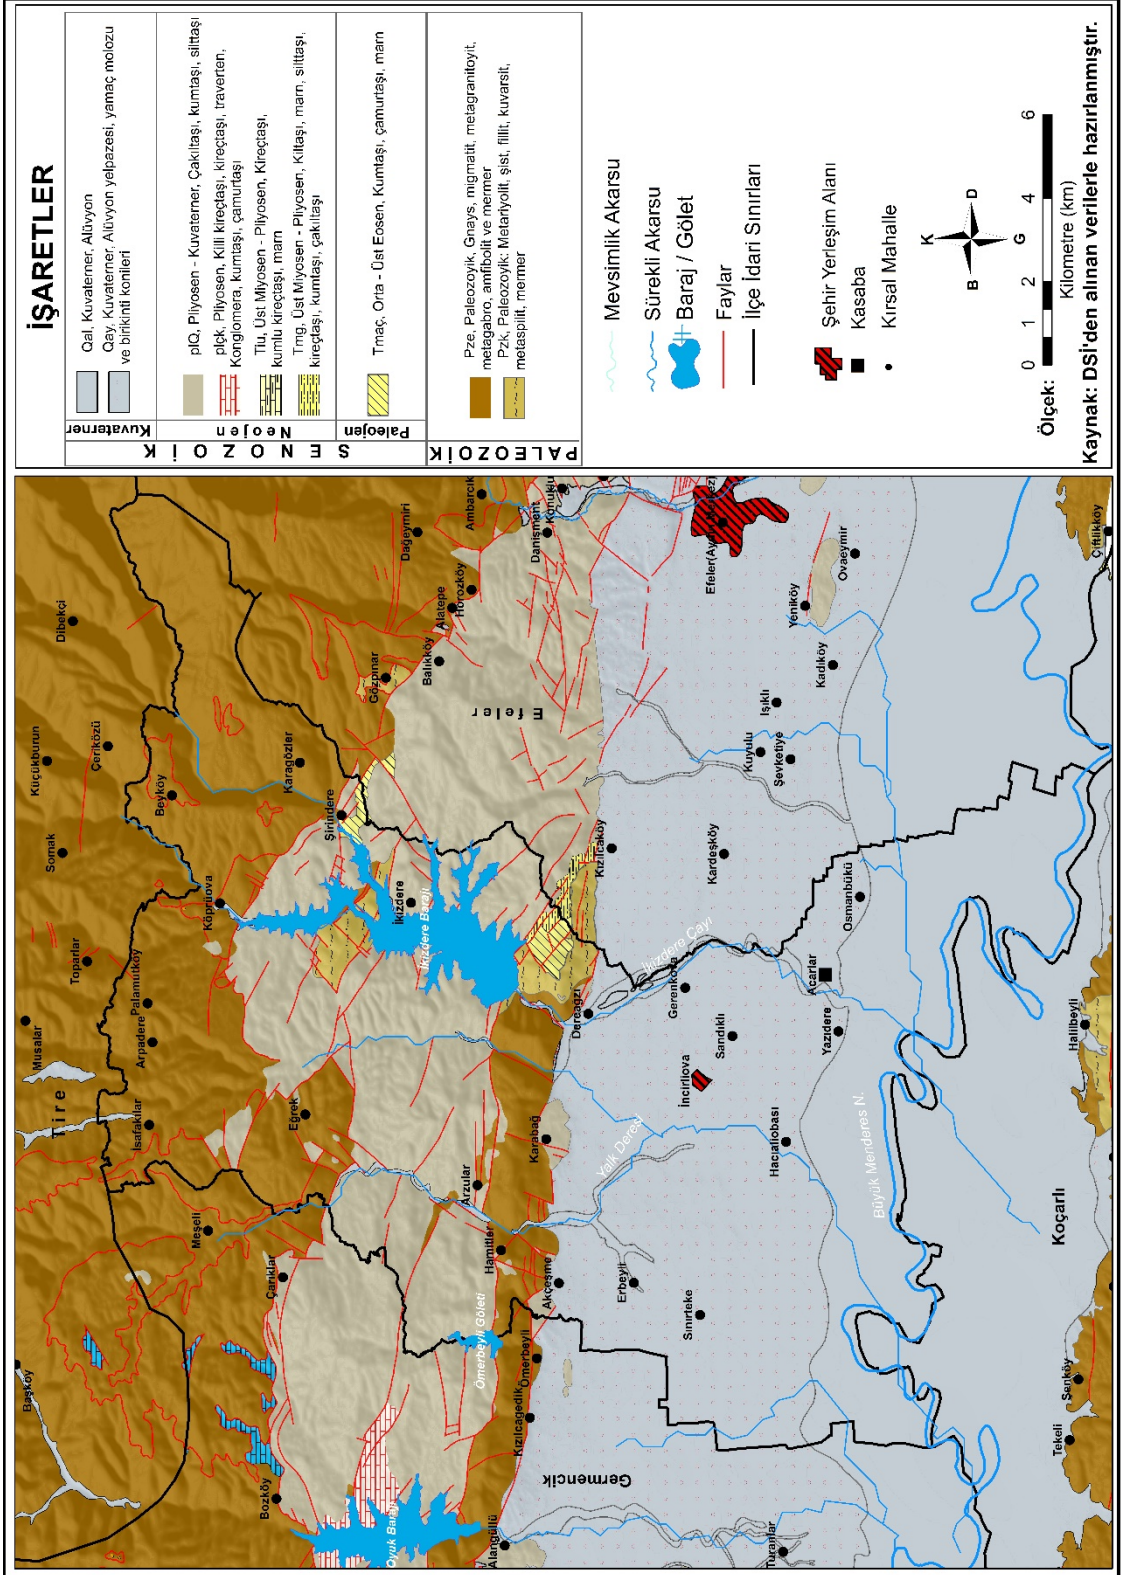 İŞARETLER
SENOZOİK
Kuvaterner
Qal, Kuvaterner, Alüvyon
Qay, Kuvaterner, Alüvyon yelpazesi, yamaç molozu
ve birikinti konileri
Neojen
plQ, Pliyosen - Kuvaterner, Çakıltaşı, kumtaşı, silttaşı
plçk, Pliyosen, Killi kireçtaşı, kireçtaşı, traverten,
Konglomera, kumtaşı, çamurtaşı
Tlu, Üst Miyosen - Pliyosen, Kireçtaşı,
kumlu kireçtaşı, marn
Tmg, Üst Miyosen - Pliyosen, Kiltaşı, marn, silttaşı,
kireçtaşı, kumtaşı, çakıltaşı
Paleojen
Tmaç, Orta - Üst Eosen, Kumtaşı, çamurtaşı, marn
PALEOZOİK
Pze, Paleozoyik, Gnays, migmatit, metagranitoyit,
metagabro, amfibolit ve mermer
Pzk, Paleozoyik: Metariyolit, şist, fillit, kuvarsit,
metaspilit, mermer
Mevsimlik Akarsu
Sürekli Akarsu
Baraj / Gölet
Faylar
İlçe İdari Sınırları
Şehir Yerleşim Alanı
Kasaba
Kırsal Mahalle
K
B
D
G
Ölçek:
0 1 2 4 6
Kilometre (km)
Kaynak: DSİ'den alınan verilerle hazırlanmıştır.
Başköy
Musalar
Tire
Toparlar
Somak
Küçükburun
Çeriközü
Dibekçi
Beyköy
Palamutköy
Arpadere
İsafakılar
Meşeli
Çarıklar
Bozköy
Eğrek
Köprüova
Karagözler
Şirindere
İkizdere
İkizdere Barajı
Gözpınar
Balıkköy
Alatepe
Horozköy
Dağeymiri
Ambarcık
Danişment
Konuklu
Efeler
Arzular
Hamitler
Karabağ
Akçeşme
Ömerbeyli Göleti
Ömerbeyli
Kızılcagedik
Oyuk Barajı
Alangüllü
Germencik
Turanlar
Erbeyli
Sınırteke
Yalk Deresi
Hacıaliobası
İncirliova
Sandıklı
Gerenkova
Dereağzı
İkizdere Çayı
Kızılcaköy
Kardeşköy
Osmanbükü
Acarlar
Yazıdere
Kuyulu
Şevketiye
Işıklı
Kadıköy
Yeniköy
Ovaeymir
Büyük Menderes N.
Koçarlı
Halilbeyli
Şenköy
Tekeli
Çiftlikköy